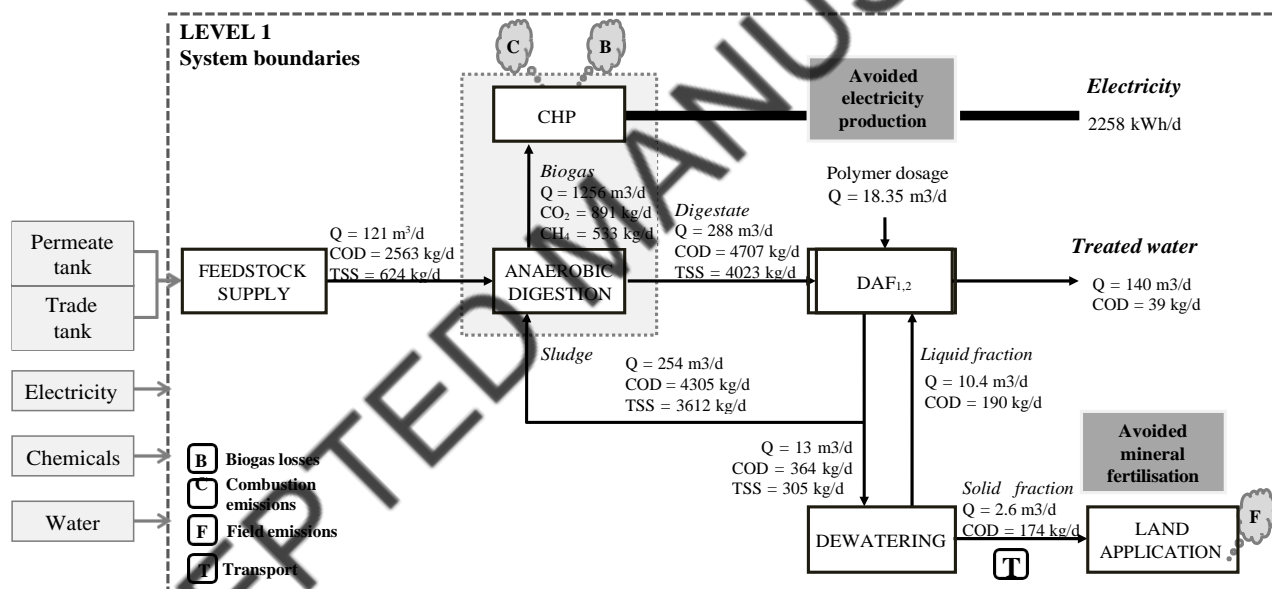 LEVEL 1
System boundaries
C
B
CHP
Avoided
electricity
production
Electricity
2258 kWh/d
Biogas
Q = 1256 m3/d
CO₂ = 891 kg/d
CH₄ = 533 kg/d
Polymer dosage
Q = 18.35 m3/d
Digestate
Q = 288 m3/d
COD = 4707 kg/d
TSS = 4023 kg/d
Q = 121 m³/d
COD = 2563 kg/d
TSS = 624 kg/d
Permeate
tank
Trade
tank
FEEDSTOCK
SUPPLY
ANAEROBIC
DIGESTION
DAF₁,₂
Treated water
Q = 140 m3/d
COD = 39 kg/d
Sludge
Q = 254 m3/d
COD = 4305 kg/d
TSS = 3612 kg/d
Liquid fraction
Q = 10.4 m3/d
COD = 190 kg/d
Electricity
Chemicals
Water
B Biogas losses
C Combustion
emissions
F Field emissions
T Transport
Q = 13 m3/d
COD = 364 kg/d
TSS = 305 kg/d
Avoided
mineral
fertilisation
Solid fraction
Q = 2.6 m3/d
COD = 174 kg/d
DEWATERING
T
LAND
APPLICATION
F
EPTED MANUS